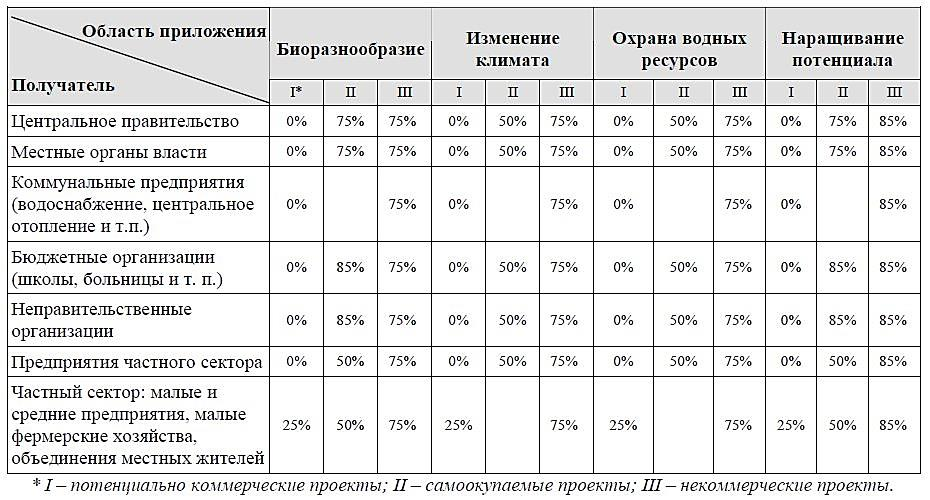 Область приложения
Получатель
Биоразнообразие
Изменение
климата
Охрана водных
ресурсов
Наращивание
потенциала
I* II III I II III I II III I II III
Центральное правительство 0% 75% 75% 0% 50% 75% 0% 50% 75% 0% 75% 85%
Местные органы власти 0% 75% 75% 0% 50% 75% 0% 50% 75% 0% 75% 85%
Коммунальные предприятия
(водоснабжение, центральное
отопление и т.п.)
0% 75% 0% 75% 0% 75% 0% 85%
Бюджетные организации
(школы, больницы и т. п.)
0% 85% 75% 0% 50% 75% 0% 50% 75% 0% 85% 85%
Неправительственные
организации
0% 85% 75% 0% 50% 75% 0% 50% 75% 0% 85% 85%
Предприятия частного сектора 0% 50% 75% 0% 50% 75% 0% 50% 75% 0% 50% 85%
Частный сектор: малые и
средние предприятия, малые
фермерские хозяйства,
объединения местных жителей
25% 50% 75% 25% 75% 25% 75% 25% 50% 85%
* I – потенциально коммерческие проекты; II – самоокупаемые проекты; III – некоммерческие проекты.